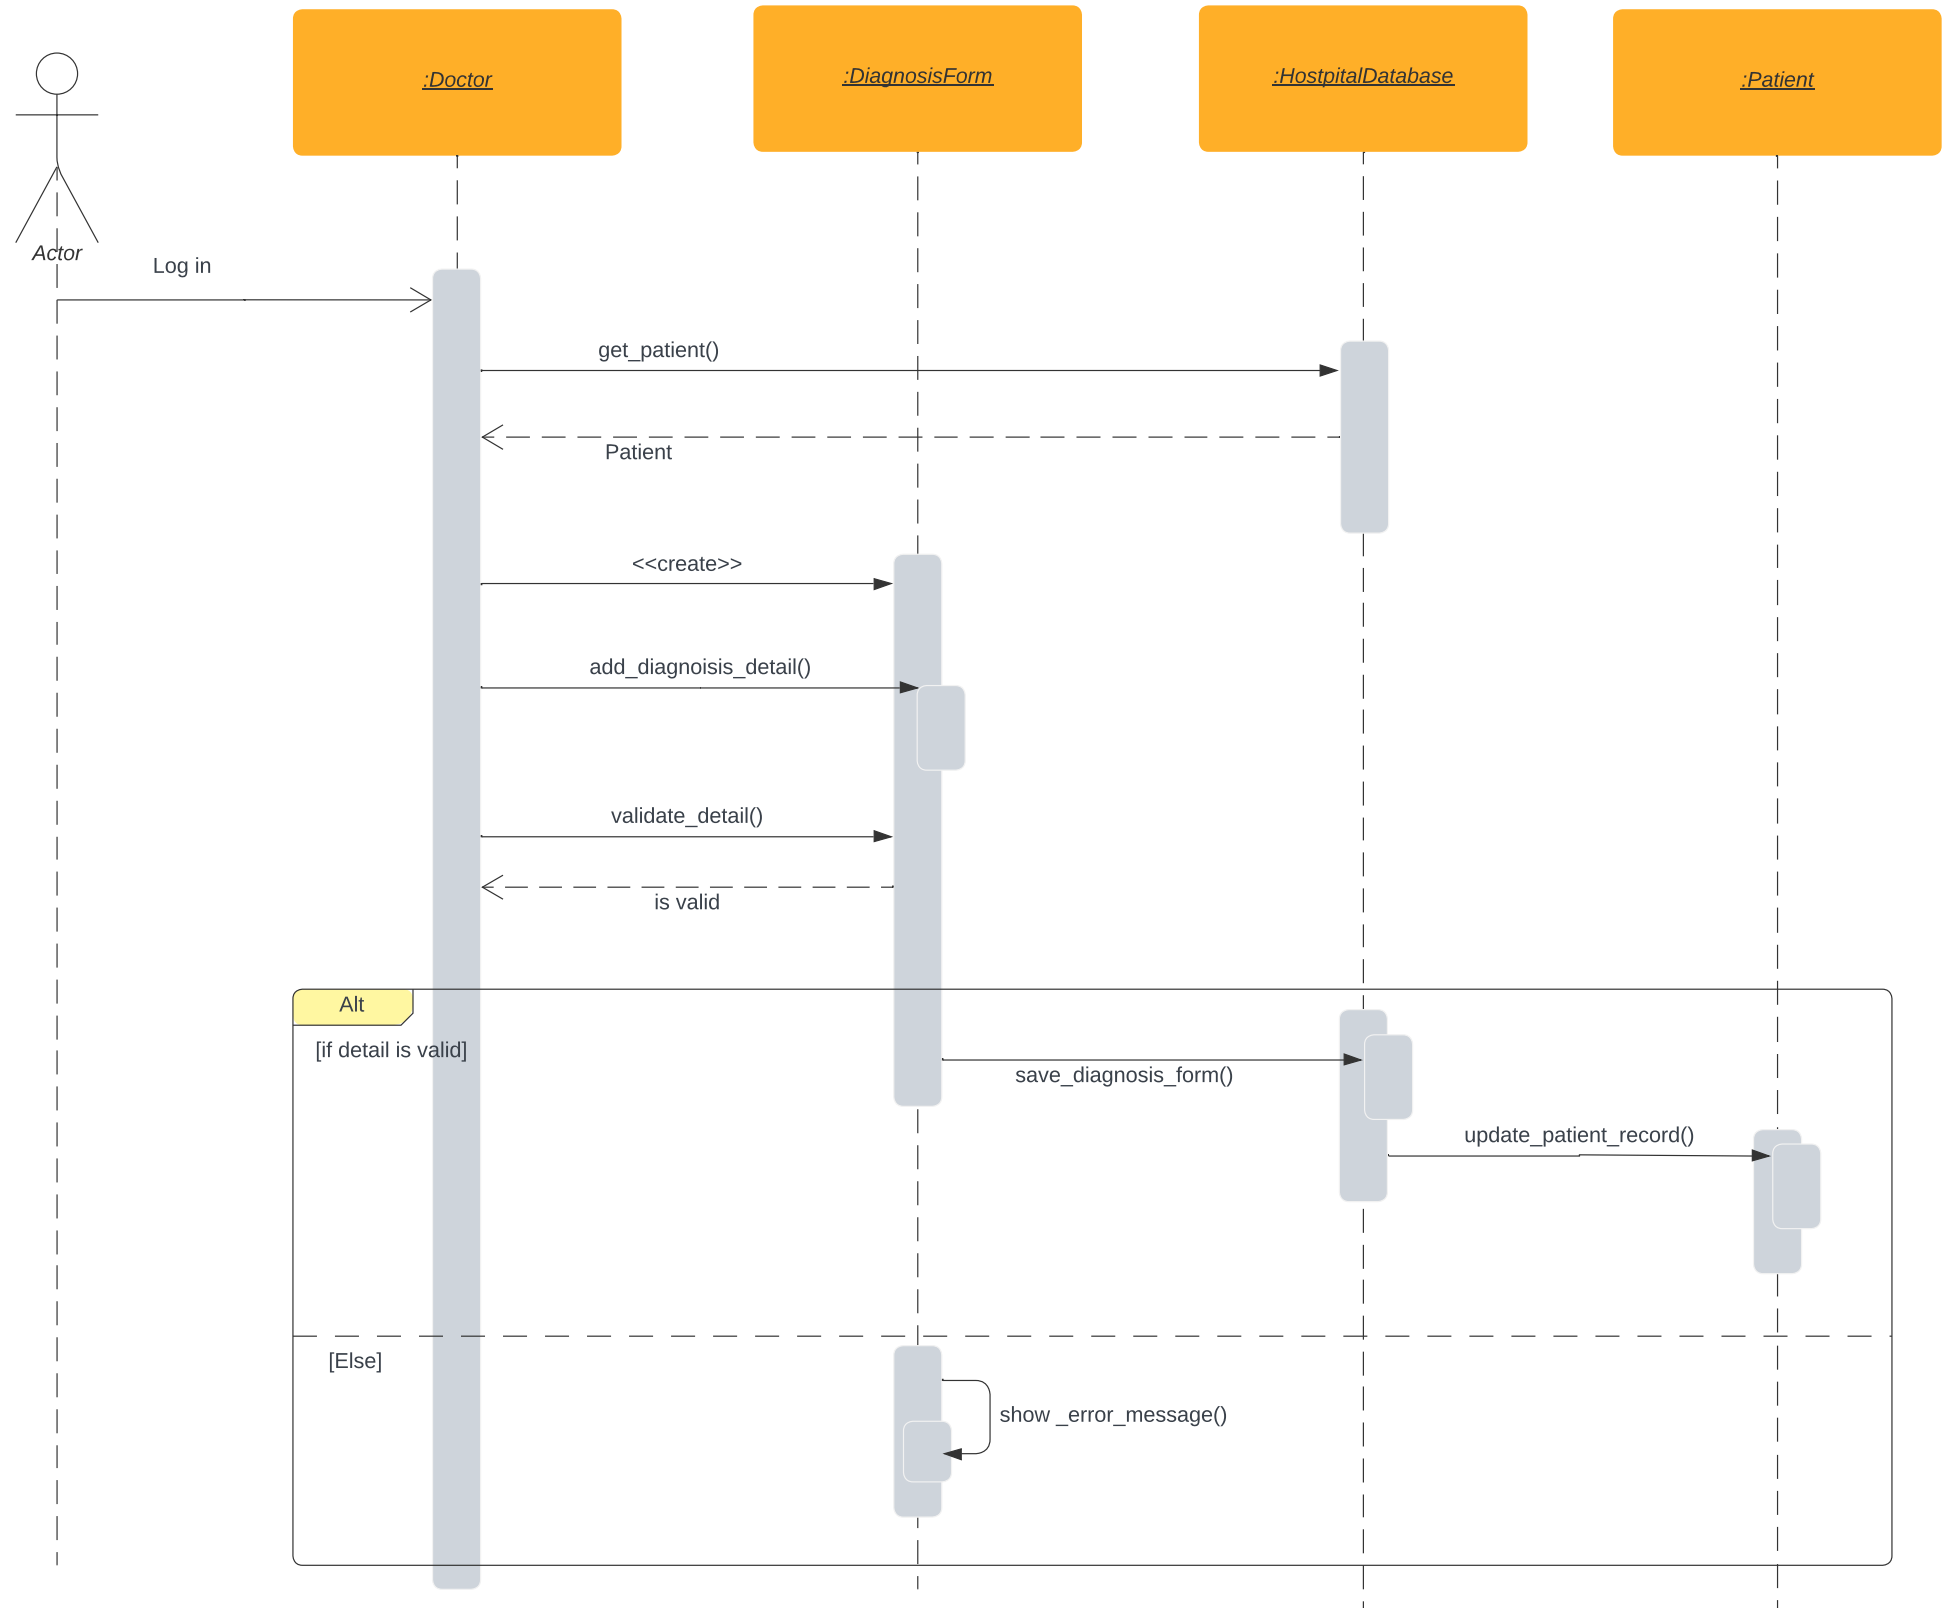 :Doctor
:DiagnosisForm
:HostpitalDatabase
:Patient
Actor
Log in
get_patient()
Patient
<<create>>
add_diagnoisis_detail()
validate_detail()
is valid
Alt
[if detail is valid]
save_diagnosis_form()
update_patient_record()
[Else]
show _error_message()